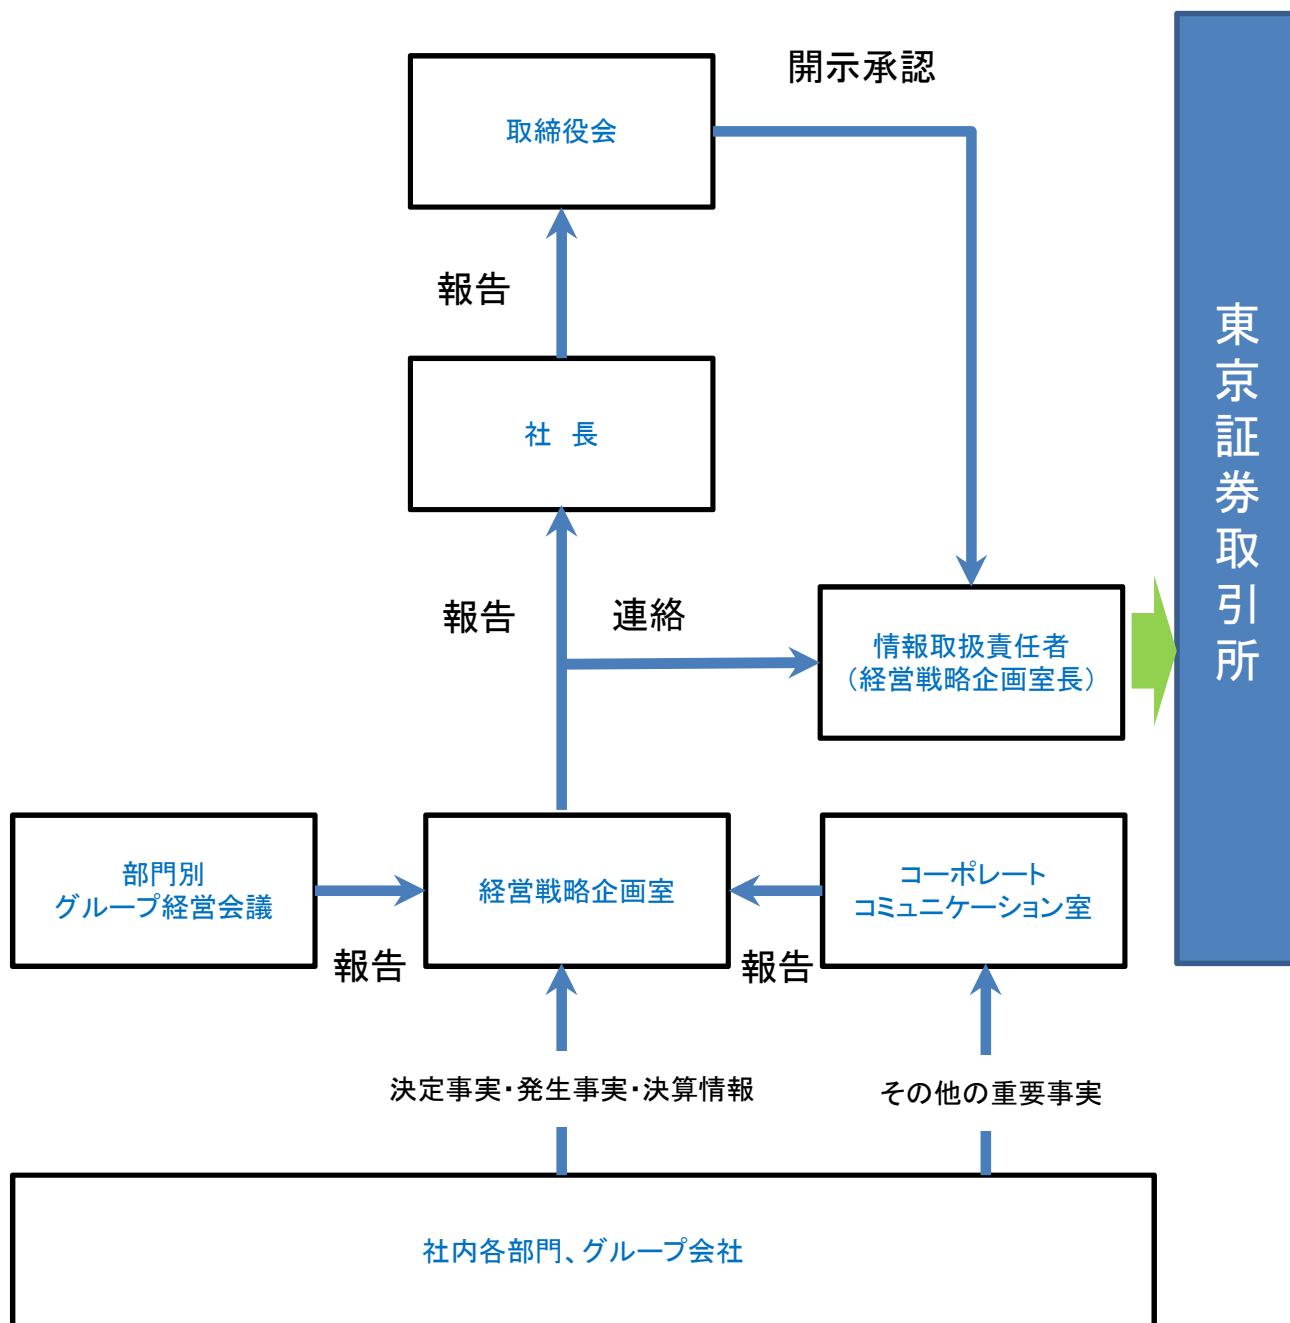 開示承認
取締役会
報告
社　長
報告
連絡
情報取扱責任者
（経営戦略企画室長）
東京証券取引所
部門別
グループ経営会議
経営戦略企画室
コーポレート
コミュニケーション室
報告
報告
決定事実・発生事実・決算情報
その他の重要事実
社内各部門、グループ会社